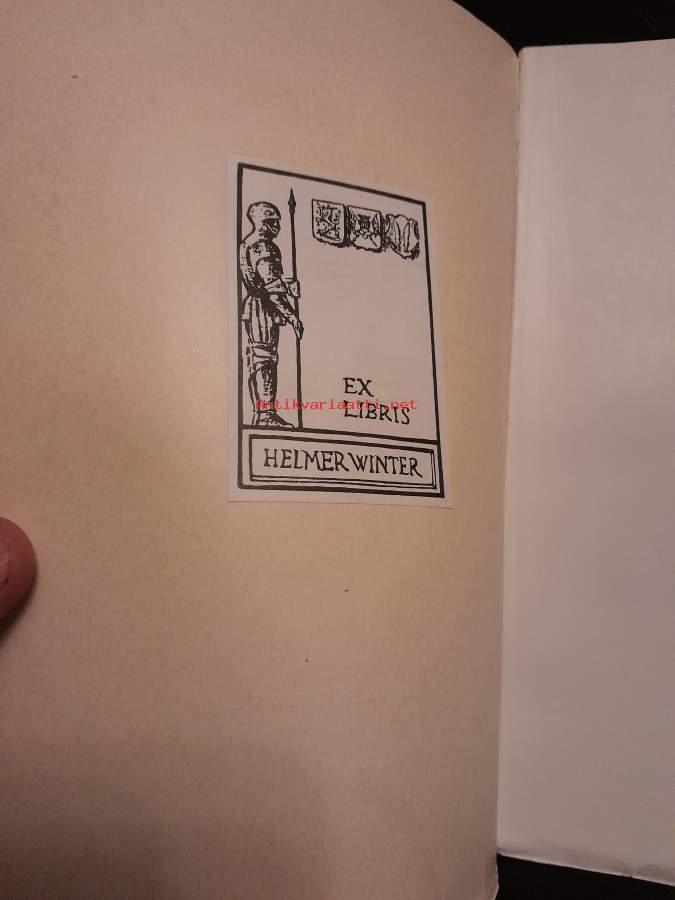 EX
LIBRIS
Antikvariaatti.net
HELMER WINTER